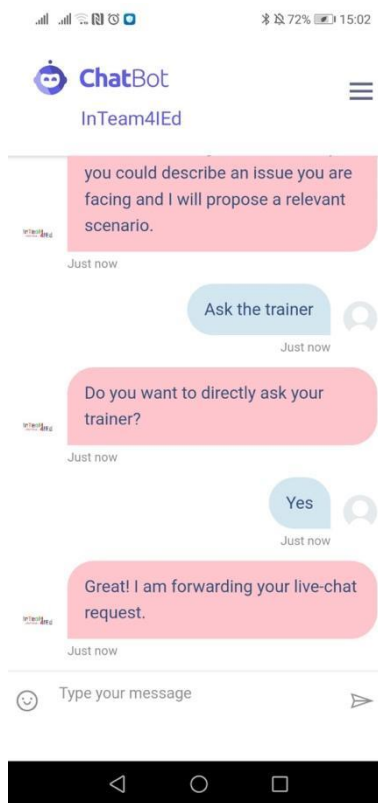 72% 15:02
ChatBot
InTeam4IEd
you could describe an issue you are
facing and I will propose a relevant
scenario.
Just now
Ask the trainer
Just now
Do you want to directly ask your
trainer?
Just now
Yes
Just now
Great! I am forwarding your live-chat
request.
Just now
Type your message